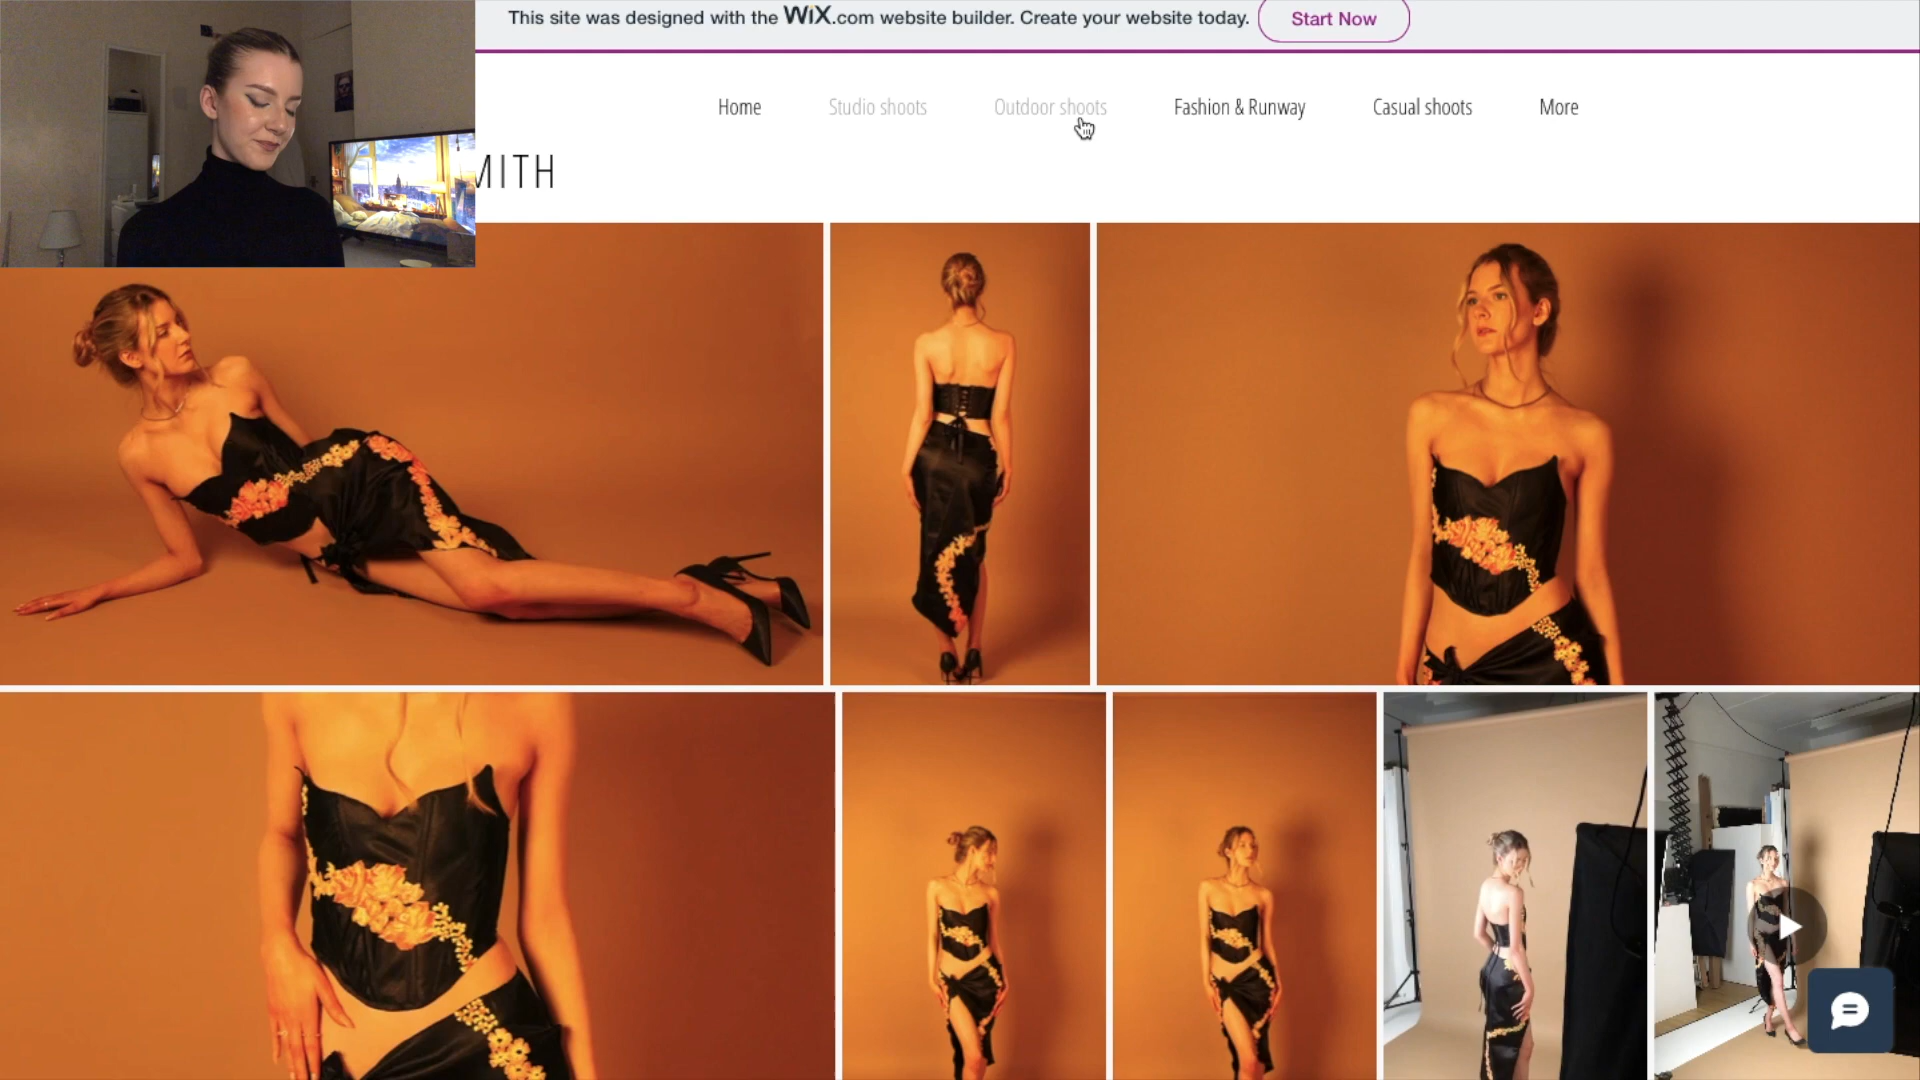 This site was designed with the WiX.com website builder. Create your website today. Start Now
Home Studio shoots Outdoor shoots Fashion & Runway Casual shoots More
MITH